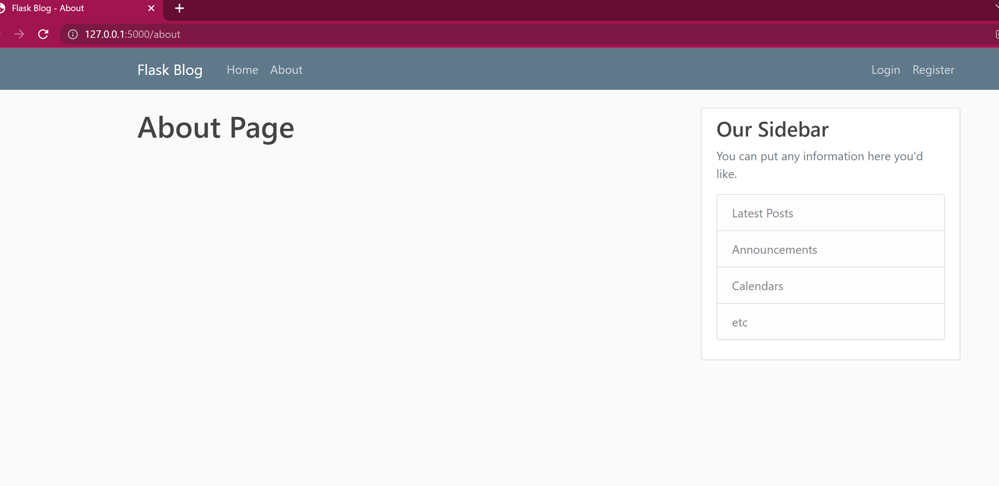 Flask Blog - About
127.0.0.1:5000/about
Flask Blog Home About Login Register
About Page
Our Sidebar
You can put any information here you'd
like.
Latest Posts
Announcements
Calendars
etc